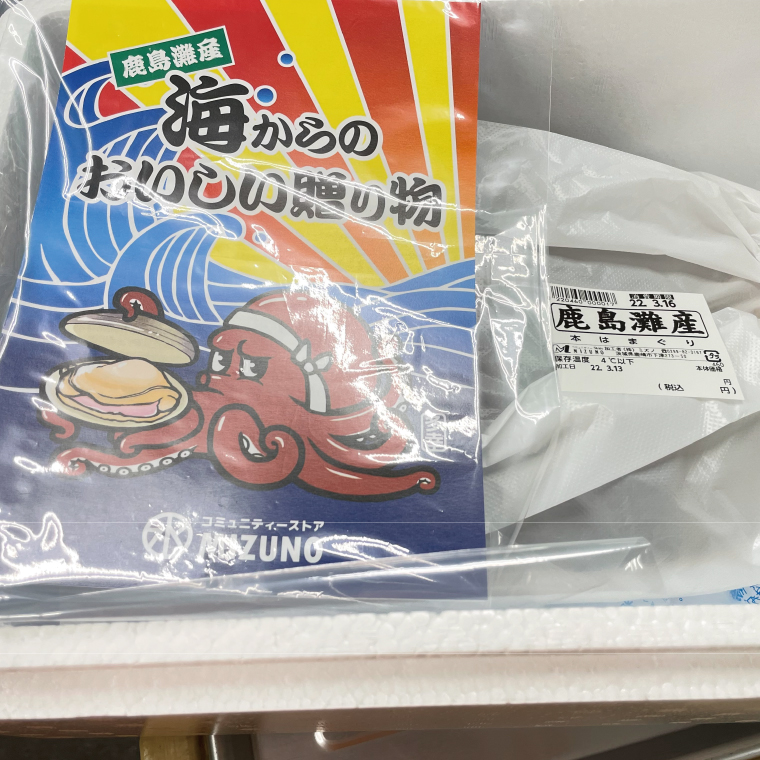 鹿島灘産
海からの
おいしい贈り物
コミュニティーストア
MIZUNO
消費期限
22. 3.16
鹿島灘産
本はまぐり
MIZUNO
保存温度 4℃以下
本体価格
加工日 22. 3.13
円
(税込 円)